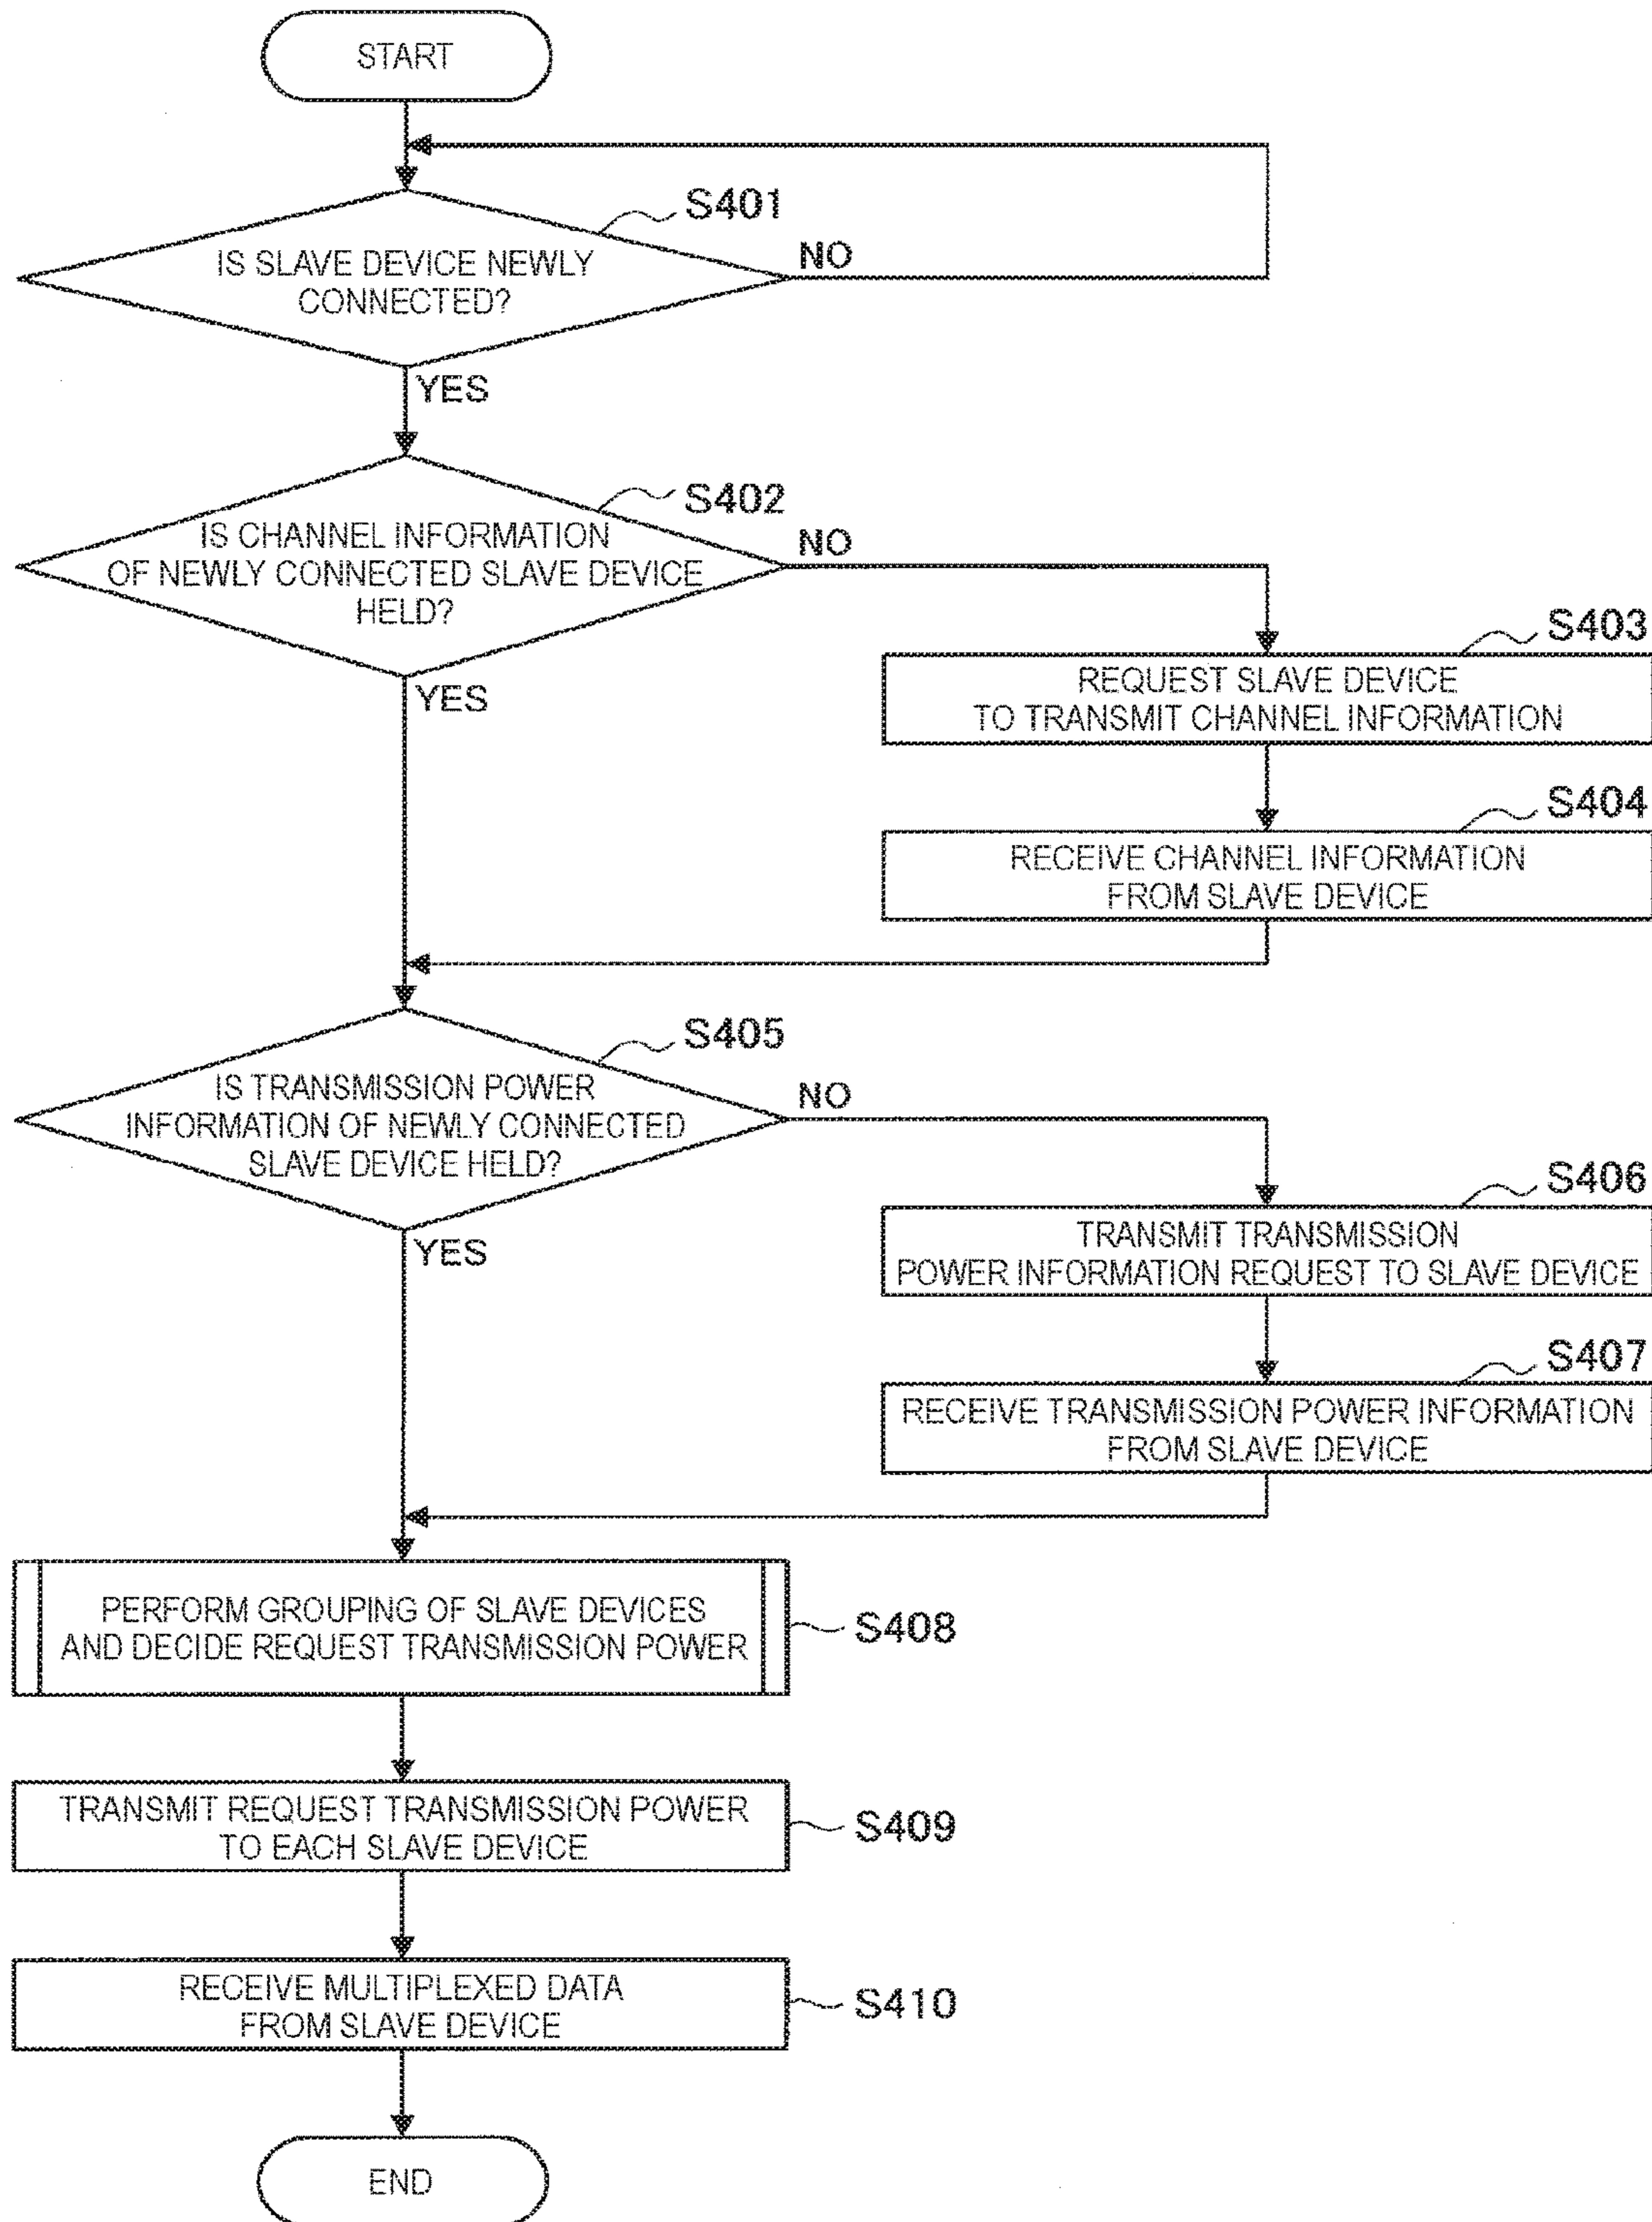 START
S401
IS SLAVE DEVICE NEWLY
CONNECTED?
NO
YES
S402
IS CHANNEL INFORMATION
OF NEWLY CONNECTED SLAVE DEVICE
HELD?
NO
YES
S403
REQUEST SLAVE DEVICE
TO TRANSMIT CHANNEL INFORMATION
S404
RECEIVE CHANNEL INFORMATION
FROM SLAVE DEVICE
S405
IS TRANSMISSION POWER
INFORMATION OF NEWLY CONNECTED
SLAVE DEVICE HELD?
NO
YES
S406
TRANSMIT TRANSMISSION
POWER INFORMATION REQUEST TO SLAVE DEVICE
S407
RECEIVE TRANSMISSION POWER INFORMATION
FROM SLAVE DEVICE
PERFORM GROUPING OF SLAVE DEVICES
AND DECIDE REQUEST TRANSMISSION POWER
S408
TRANSMIT REQUEST TRANSMISSION POWER
TO EACH SLAVE DEVICE
S409
RECEIVE MULTIPLEXED DATA
FROM SLAVE DEVICE
S410
END